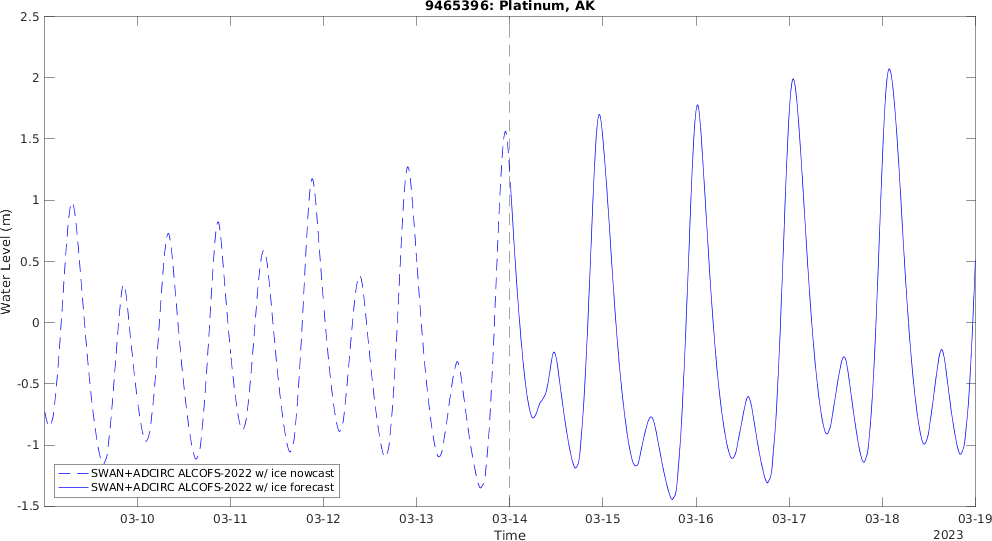 9465396: Platinum, AK
2.5
2
1.5
1
0.5
0
-0.5
-1
-1.5
Water Level (m)
SWAN+ADCIRC ALCOFS-2022 w/ ice nowcast
SWAN+ADCIRC ALCOFS-2022 w/ ice forecast
03-10 03-11 03-12 03-13 03-14 03-15 03-16 03-17 03-18 03-19
Time
2023